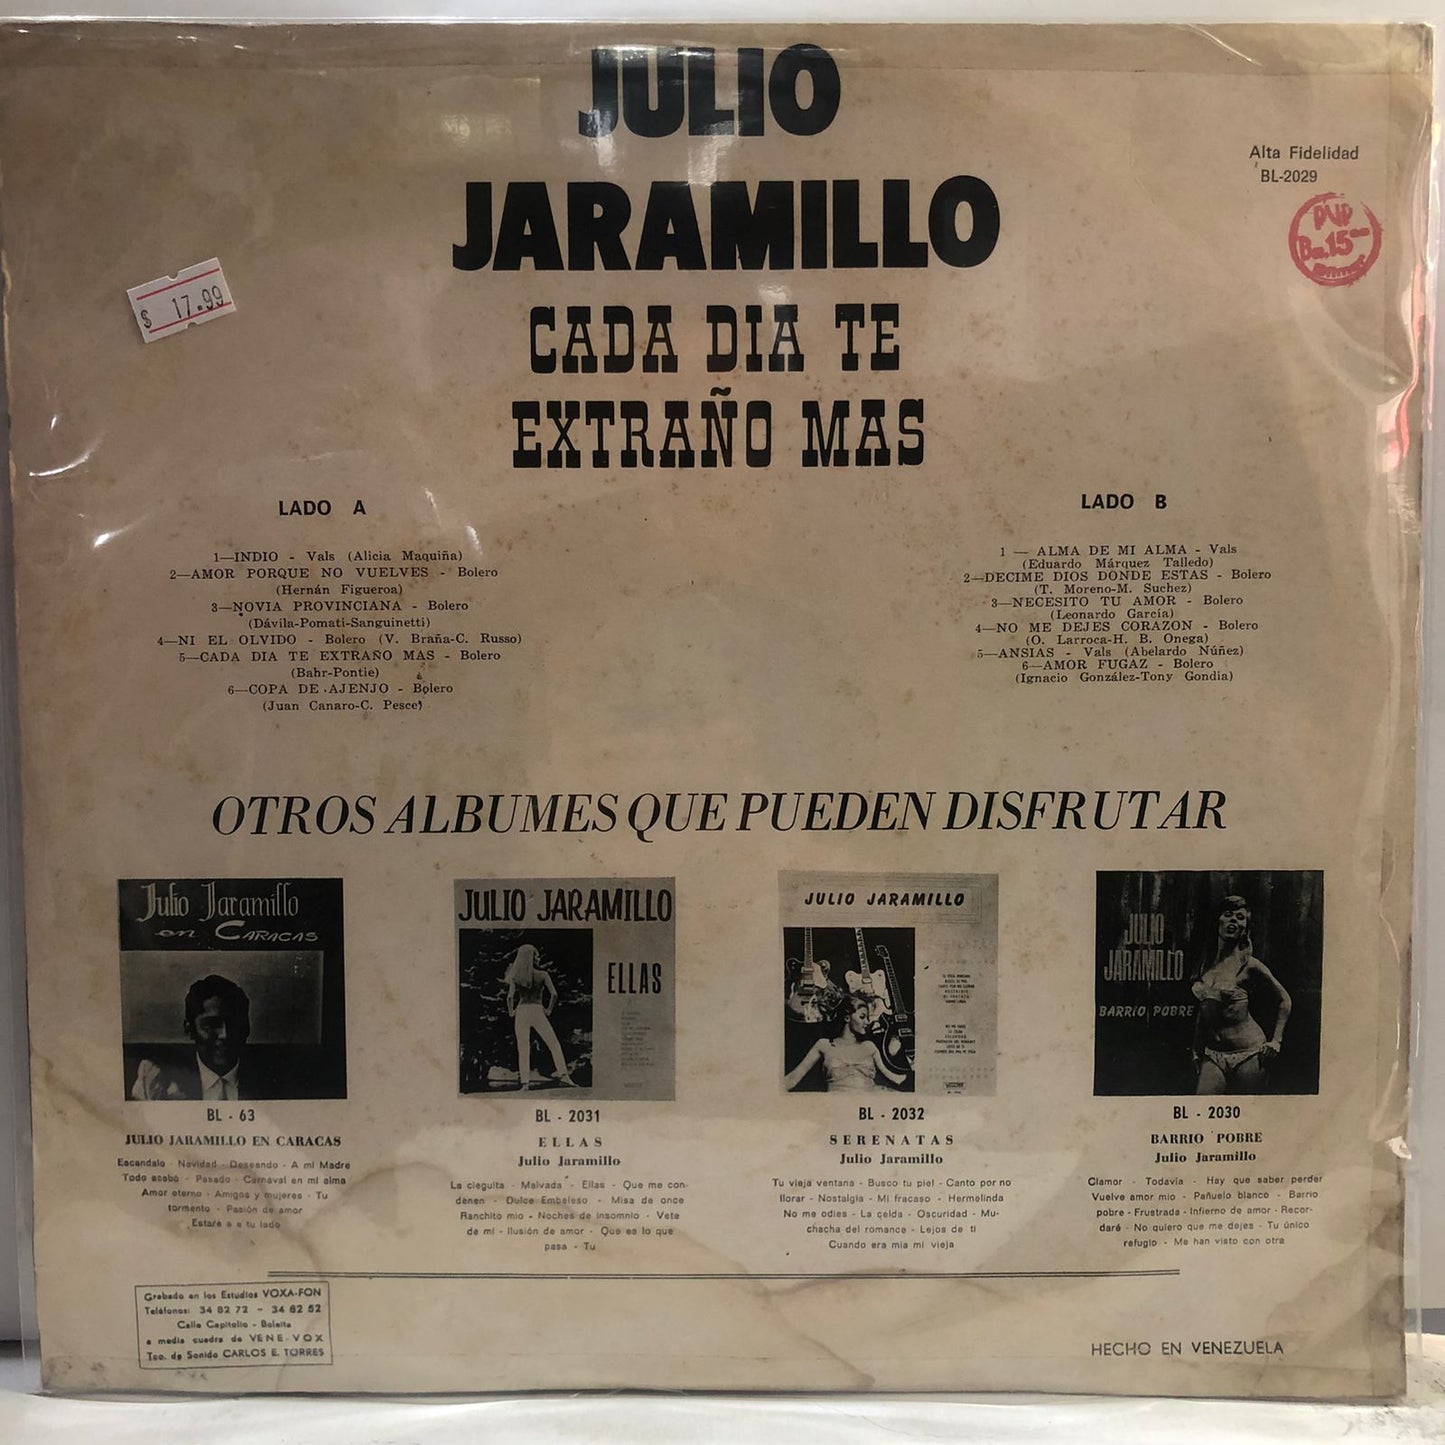 JULIO
JARAMILLO
CADA DIA TE
EXTRAÑO MAS
Alta Fidelidad
BL-2029
PVP
Bs.15
$ 17.99
LADO A
1—INDIO - Vals (Alicia Maquiña)
2—AMOR PORQUE NO VUELVES - Bolero
(Hernán Figueroa)
3—NOVIA PROVINCIANA - Bolero
(Dávila-Pomati-Sanguinetti)
4—NI EL OLVIDO - Bolero (V. Braña-C. Russo)
5—CADA DIA TE EXTRAÑO MAS - Bolero
(Bahr-Pontie)
6—COPA DE AJENJO - Bolero
(Juan Canaro-C. Pesce)
LADO B
1 — ALMA DE MI ALMA - Vals
(Eduardo Márquez Talledo)
2—DECIME DIOS DONDE ESTAS - Bolero
(T. Moreno-M. Suchez)
3—NECESITO TU AMOR - Bolero
(Leonardo García)
4—NO ME DEJES CORAZON - Bolero
(O. Larroca-H. B. Onega)
5—ANSIAS - Vals (Abelardo Núñez)
6—AMOR FUGAZ - Bolero
(Ignacio González-Tony Gondia)
OTROS ALBUMES QUE PUEDEN DISFRUTAR
Julio Jaramillo
en CARACAS
BL - 63
JULIO JARAMILLO EN CARACAS
Escandalo - Navidad - Deseando - A mi Madre
Todo acabó - Pasado - Carnaval en mi alma
Amor eterno - Amigos y mujeres - Tu
tormento - Pasión de amor
Estaré a a tu lado
JULIO JARAMILLO
ELLAS
BL - 2031
ELLAS
Julio Jaramillo
La cieguita - Malvada - Ellas - Que me con-
denen - Dulce Embeleso - Misa de once
Ranchito mio - Noches de insomnio - Vete
de mi - Ilusión de amor - Que es lo que
pasa - Tu
JULIO JARAMILLO
BL - 2032
SERENATAS
Julio Jaramillo
Tu vieja ventana - Busco tu piel - Canto por no
llorar - Nostalgia - Mi fracaso - Hermelinda
No me odies - La celda - Oscuridad - Mu-
chacha del romance - Lejos de ti
Cuando era mia mi vieja
JULIO
JARAMILLO
BARRIO POBRE
BL - 2030
BARRIO POBRE
Julio Jaramillo
Clamor - Todavía - Hay que saber perder
Vuelve amor mio - Pañuelo blanco - Barrio
pobre - Frustrada - Infierno de amor - Recor-
daré - No quiero que me dejes - Tu único
refugio - Me han visto con otra
Grabado en los Estudios VOXA-FON
Teléfonos: 34 82 72 - 34 82 52
Calle Capitolio - Boleita
a media cuadra de VENE-VOX
Tco. de Sonido CARLOS E. TORRES
HECHO EN VENEZUELA